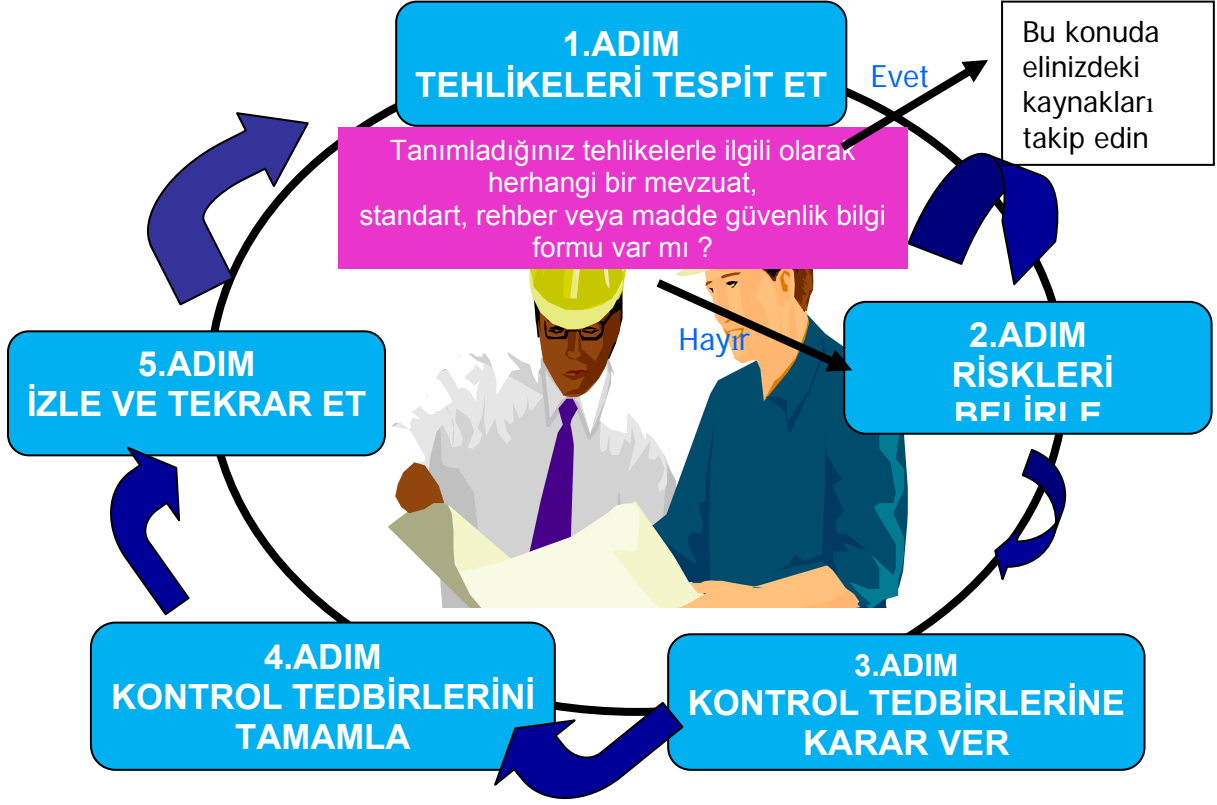 1.ADIM
TEHLİKELERİ TESPİT ET
Evet
Bu konuda
elinizdeki
kaynakları
takip edin
Tanımladığınız tehlikelerle ilgili olarak
herhangi bir mevzuat,
standart, rehber veya madde güvenlik bilgi
formu var mı ?
Hayır
2.ADIM
RİSKLERİ
BELİRLE
3.ADIM
KONTROL TEDBİRLERİNE
KARAR VER
4.ADIM
KONTROL TEDBİRLERİNİ
TAMAMLA
5.ADIM
İZLE VE TEKRAR ET